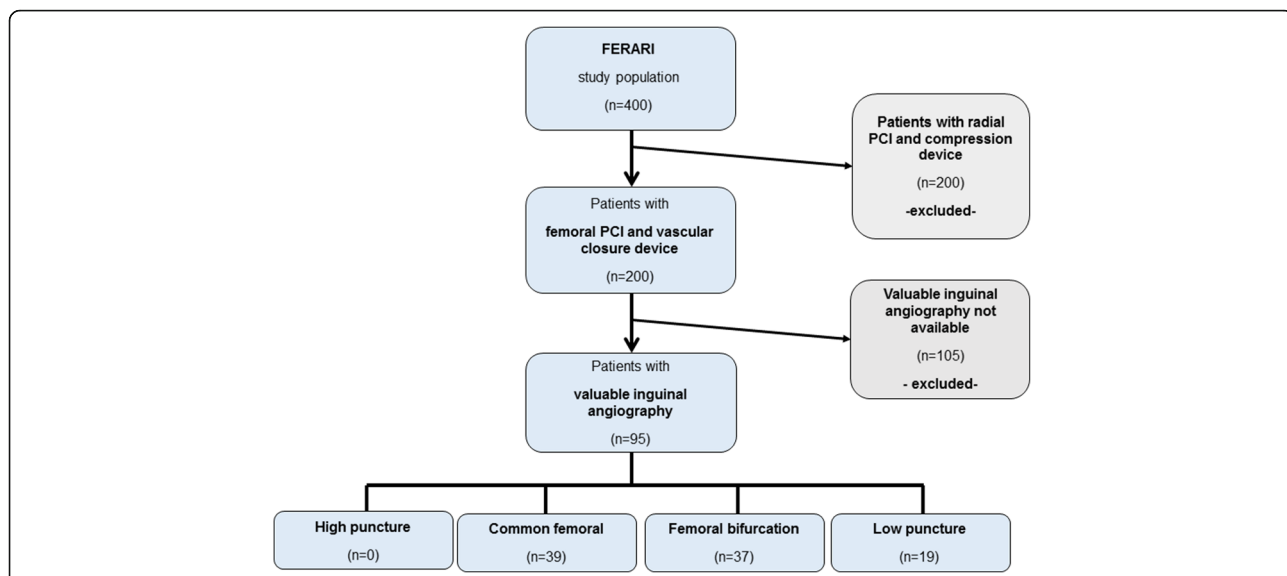 FERARI
study population
(n=400)
Patients with radial
PCI and compression
device
(n=200)
-excluded-
Patients with
femoral PCI and vascular
closure device
(n=200)
Valuable inguinal
angiography not
available
(n=105)
- excluded-
Patients with
valuable inguinal
angiography
(n=95)
High puncture
(n=0)
Common femoral
(n=39)
Femoral bifurcation
(n=37)
Low puncture
(n=19)